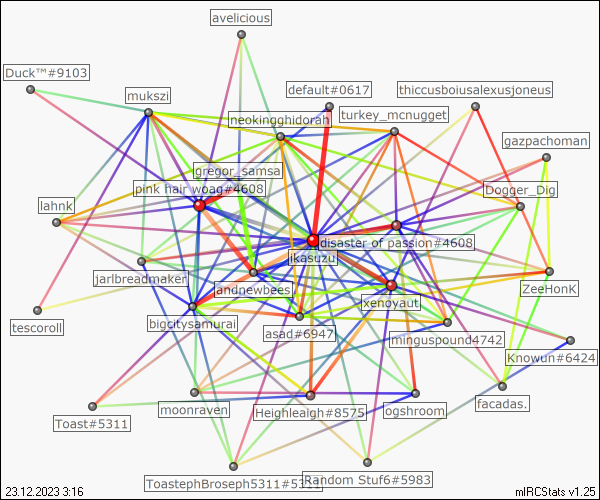 avelicious
Duck™#9103
mukszi
default#0617
thiccusboiusalexusjoneus
neokingghidorah
turkey_mcnugget
gazpachoman
gregor_samsa
pink hair woag#4608
Dogger_Dig
lahnk
disaster of passion#4608
ikasuzu
jarlbreadmaker
andnewbees
xenoyaut
ZeeHonK
tescoroll
bigcitysamurai
asad#6947
minguspound4742
Knowun#6424
Toast#5311
moonraven
Heighleaigh#8575
ogshroom
facadas.
ToastephBroseph5311#5311
Random Stuf6#5983
23.12.2023 3:16
mIRCStats v1.25